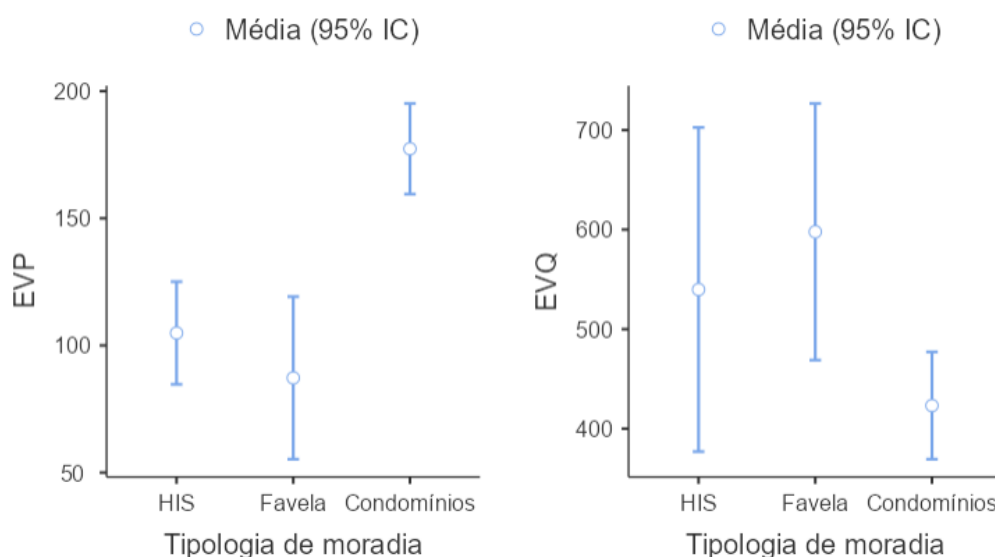 Média (95% IC)
EVP
200
150
100
50
HIS Favela Condomínios
Tipologia de moradia
Média (95% IC)
EVQ
700
600
500
400
HIS Favela Condomínios
Tipologia de moradia